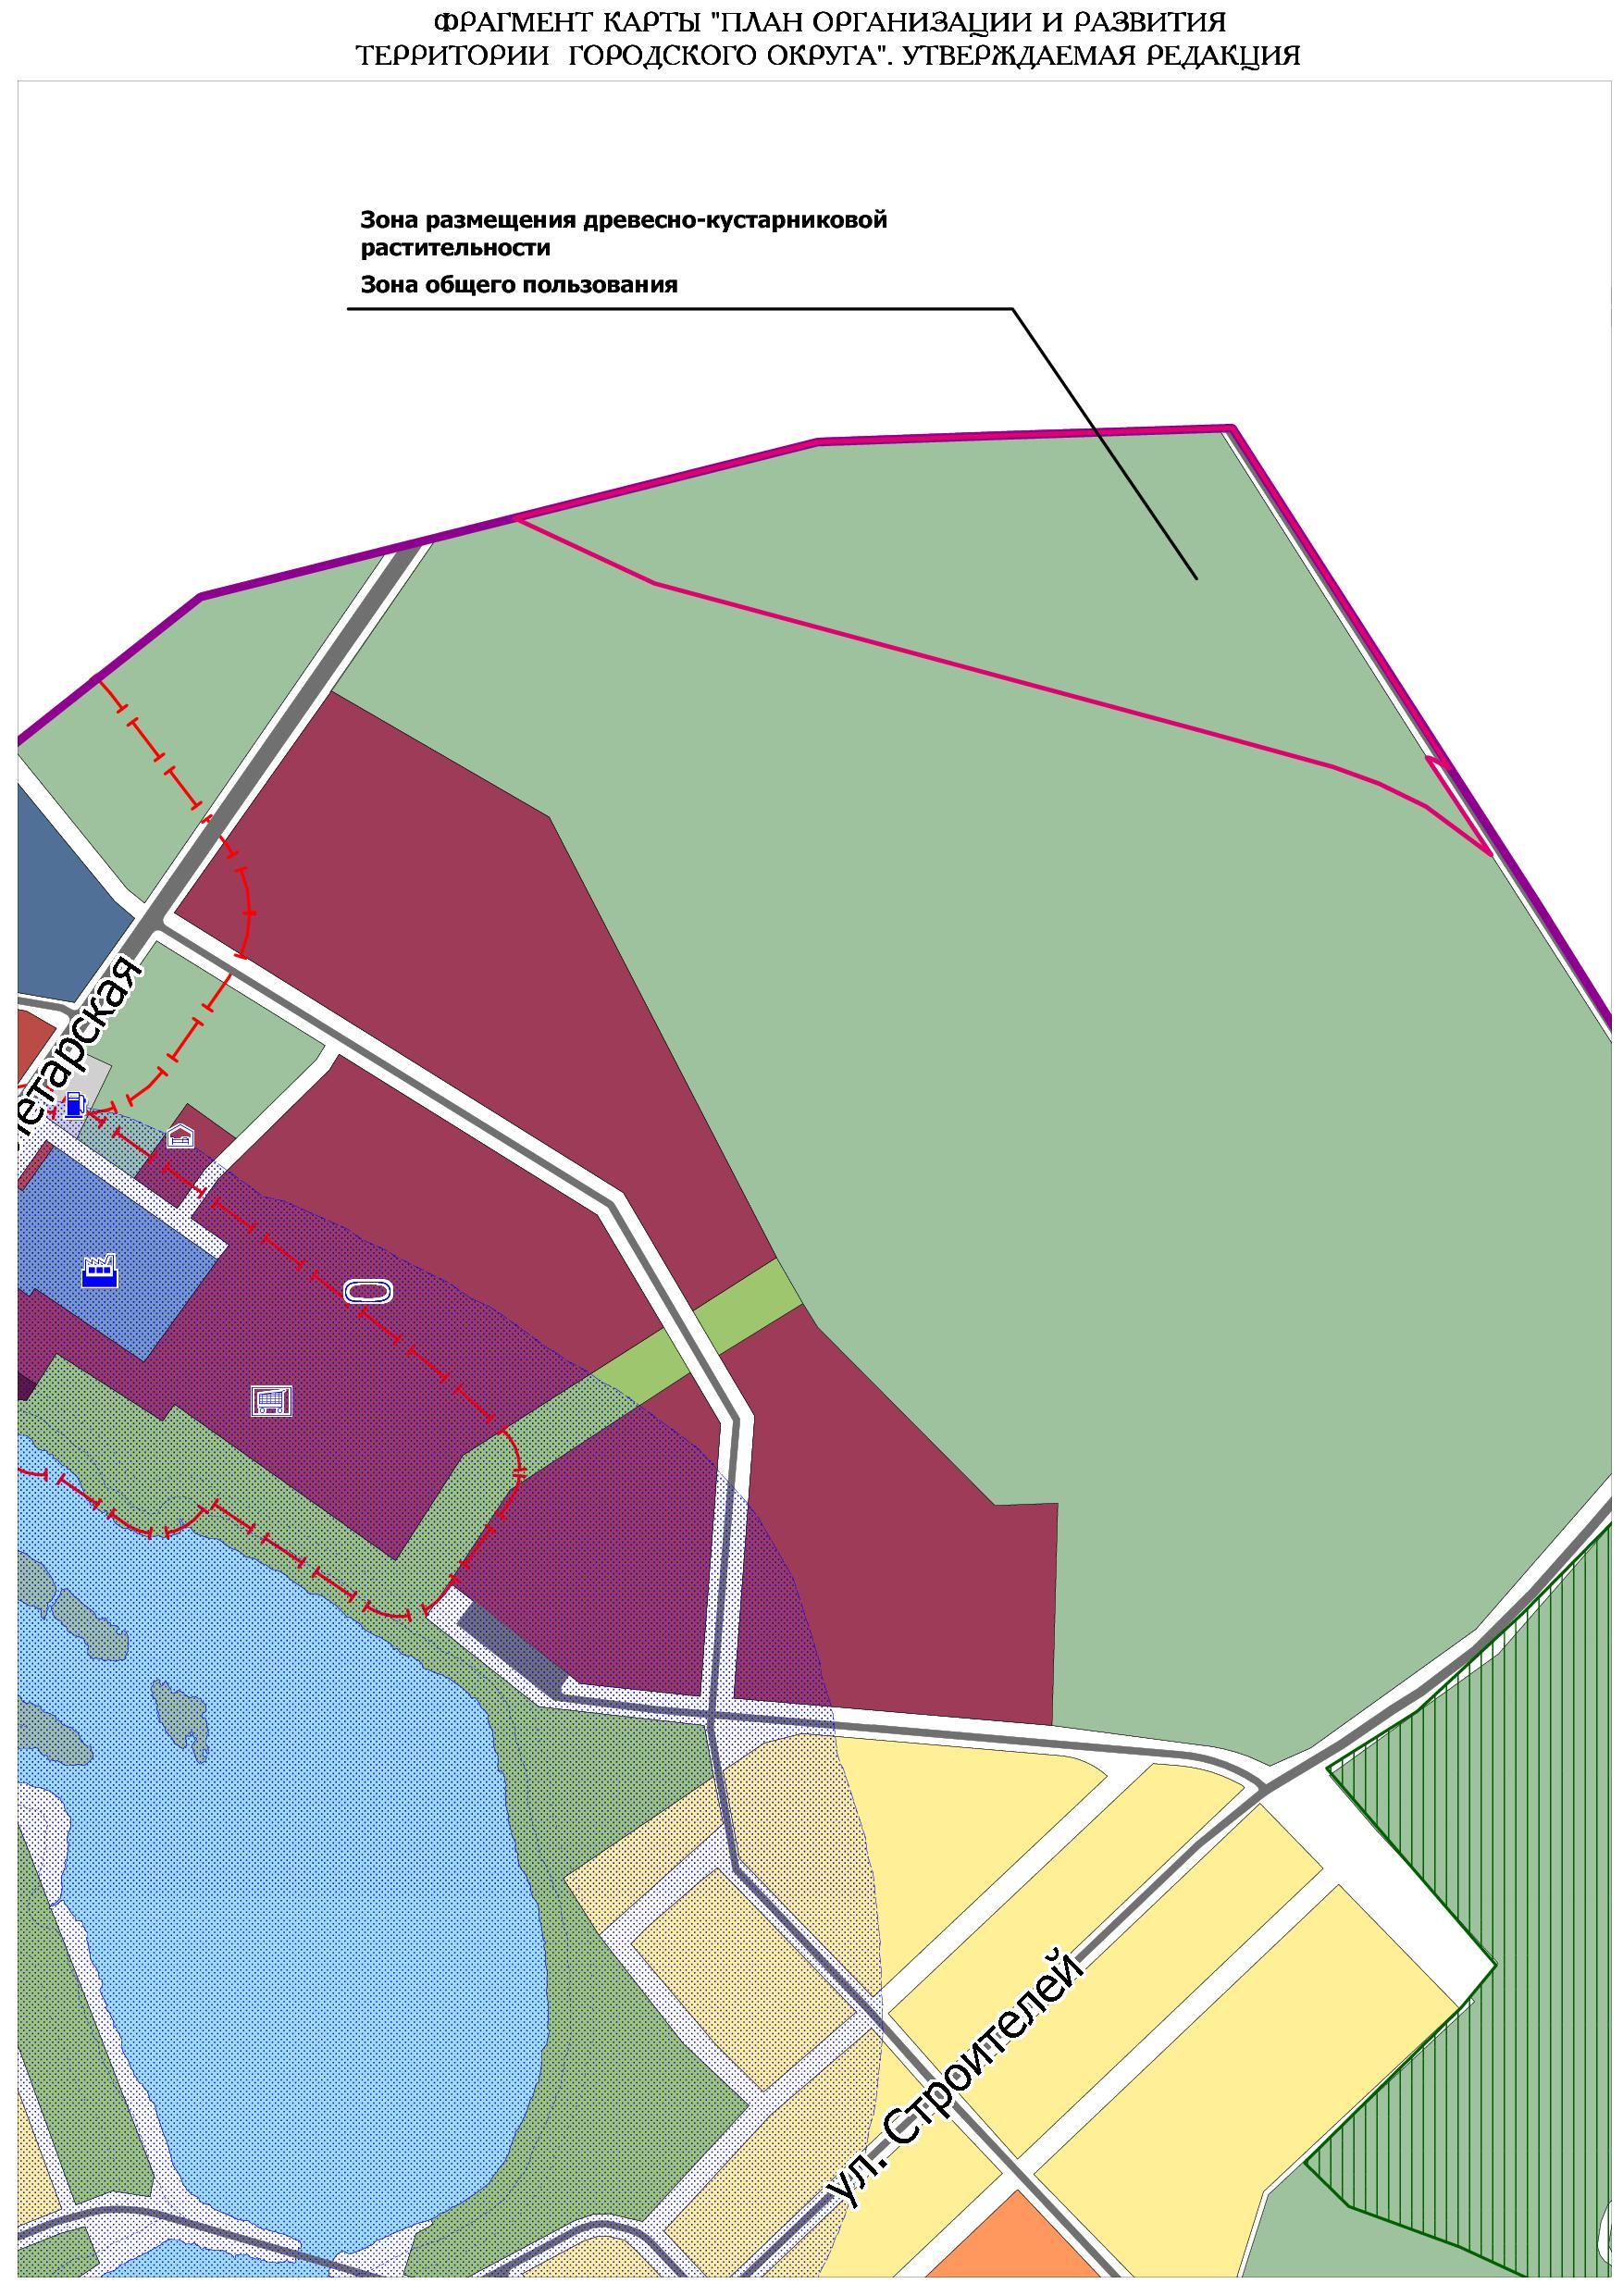 ФРАГМЕНТ КАРТЫ "ПЛАН ОРГАНИЗАЦИИ И РАЗВИТИЯ
ТЕРРИТОРИИ ГОРОДСКОГО ОКРУГА". УТВЕРЖДАЕМАЯ РЕДАКЦИЯ
Зона размещения древесно-кустарниковой
растительности
Зона общего пользования
летарская
ул. Строителей